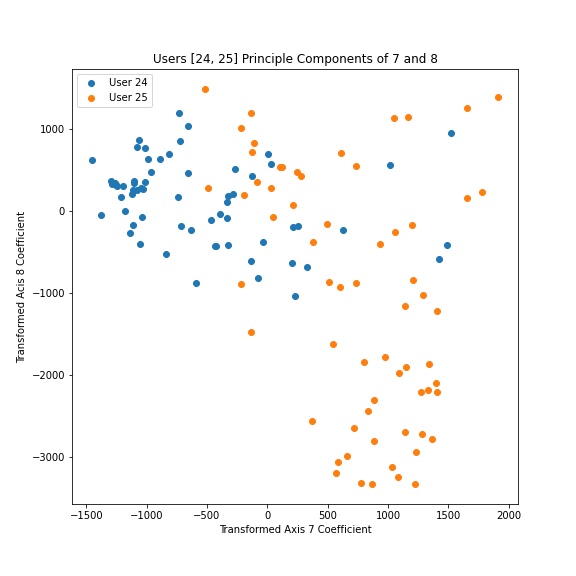 Users [24, 25] Principle Components of 7 and 8
User 24
User 25
Transformed Acis 8 Coefficient
1000
0
−1000
−2000
−3000
−1500 −1000 −500 0 500 1000 1500 2000
Transformed Axis 7 Coefficient